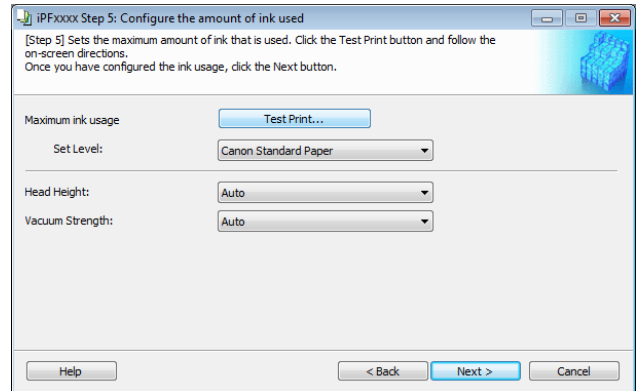 iPFxxxx Step 5: Configure the amount of ink used
[Step 5] Sets the maximum amount of ink that is used. Click the Test Print button and follow the
on-screen directions.
Once you have configured the ink usage, click the Next button.
Maximum ink usage
Test Print...
Set Level:
Canon Standard Paper
Head Height:
Auto
Vacuum Strength:
Auto
Help
< Back
Next >
Cancel